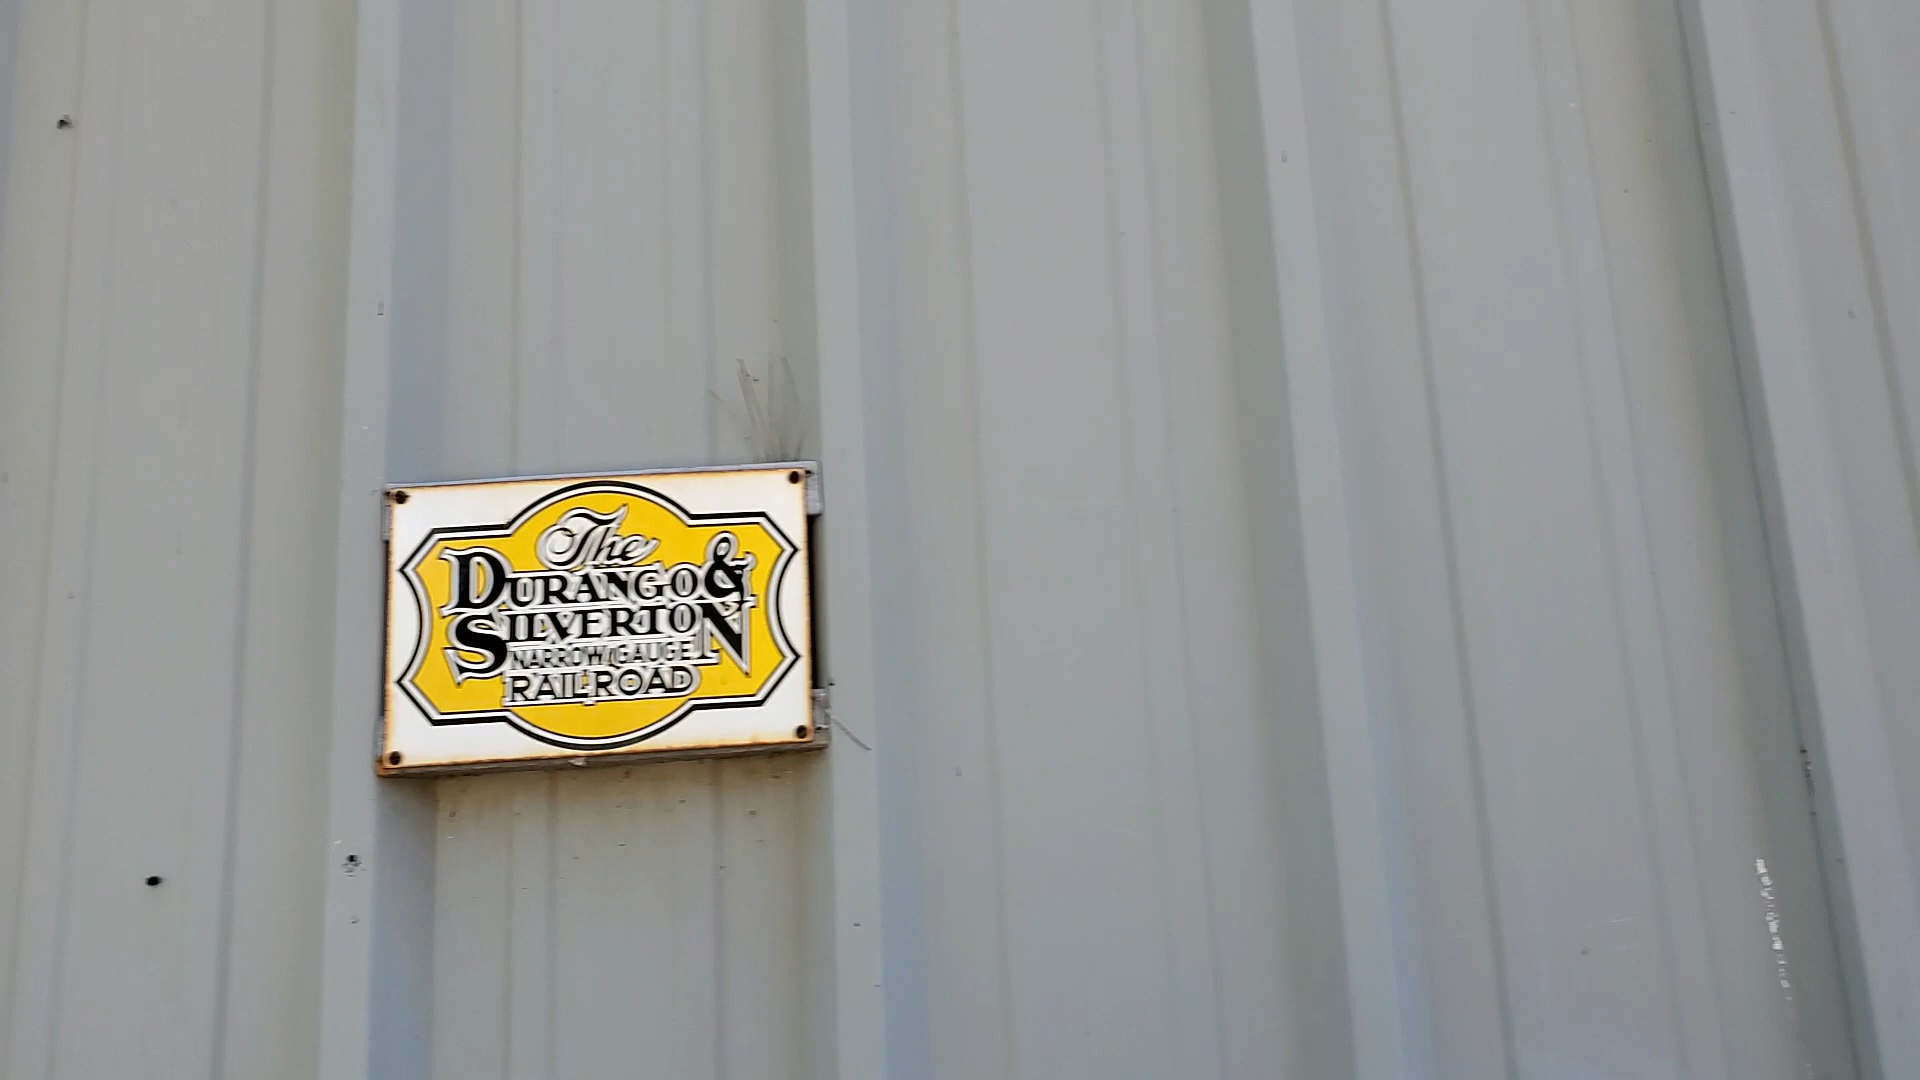 The
DURANGO &
SILVERTON
NARROW GAUGE
RAILROAD